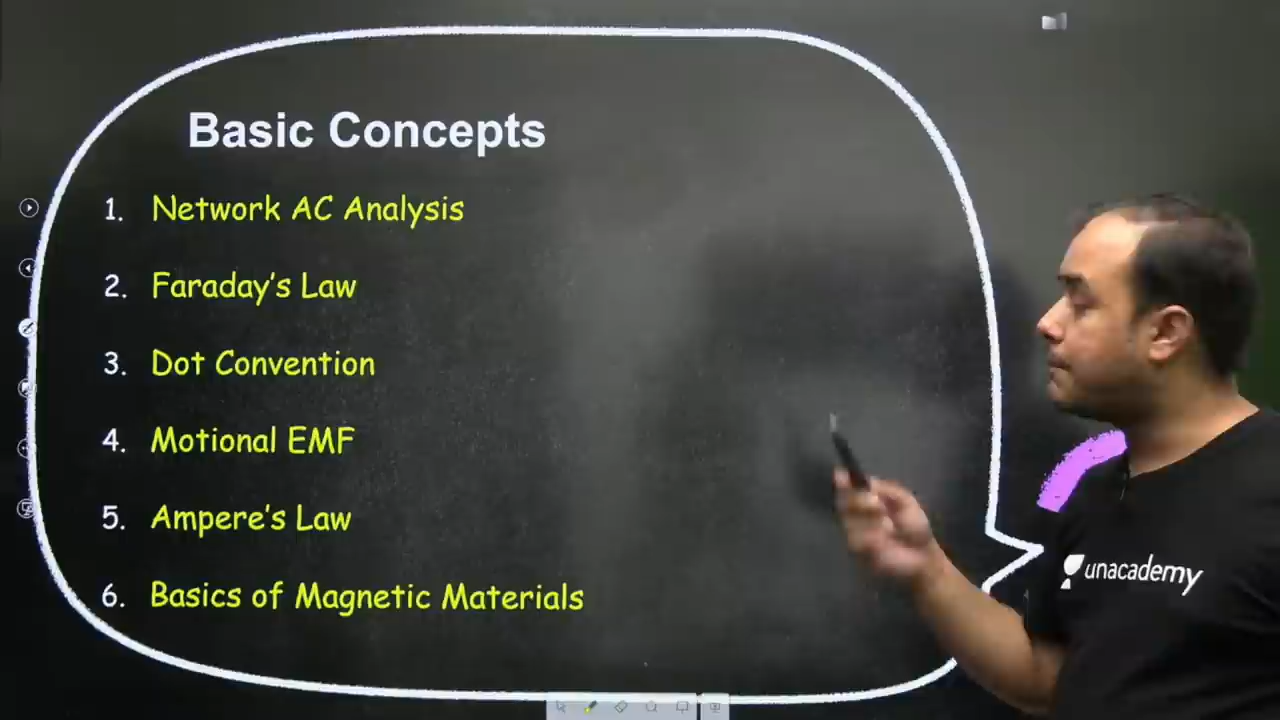 Basic Concepts
1. Network AC Analysis
2. Faraday's Law
3. Dot Convention
4. Motional EMF
5. Ampere's Law
6. Basics of Magnetic Materials
unacademy